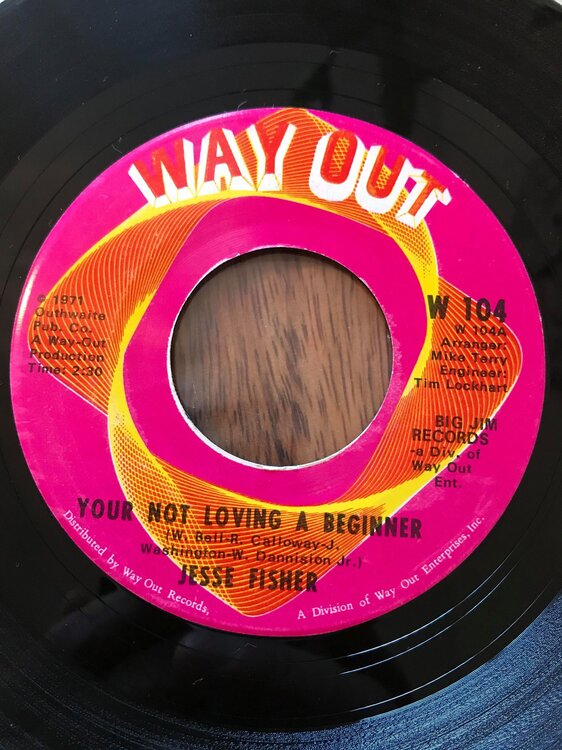 WAY OUT
© 1971
Outhwaite
Pub. Co.
A Way-Out
Production
Time: 2:30
W 104
W 104A
Arranger:
Mike Terry
Engineer:
Tim Lockhart
BIG JIM
RECORDS
-a Div. of
Way Out
Ent.
YOUR NOT LOVING A BEGINNER
(W. Bell-R. Calloway-J.
Washington-W. Danniston Jr.)
JESSE FISHER
Distributed by Way Out Records,
A Division of Way Out Enterprises, Inc.